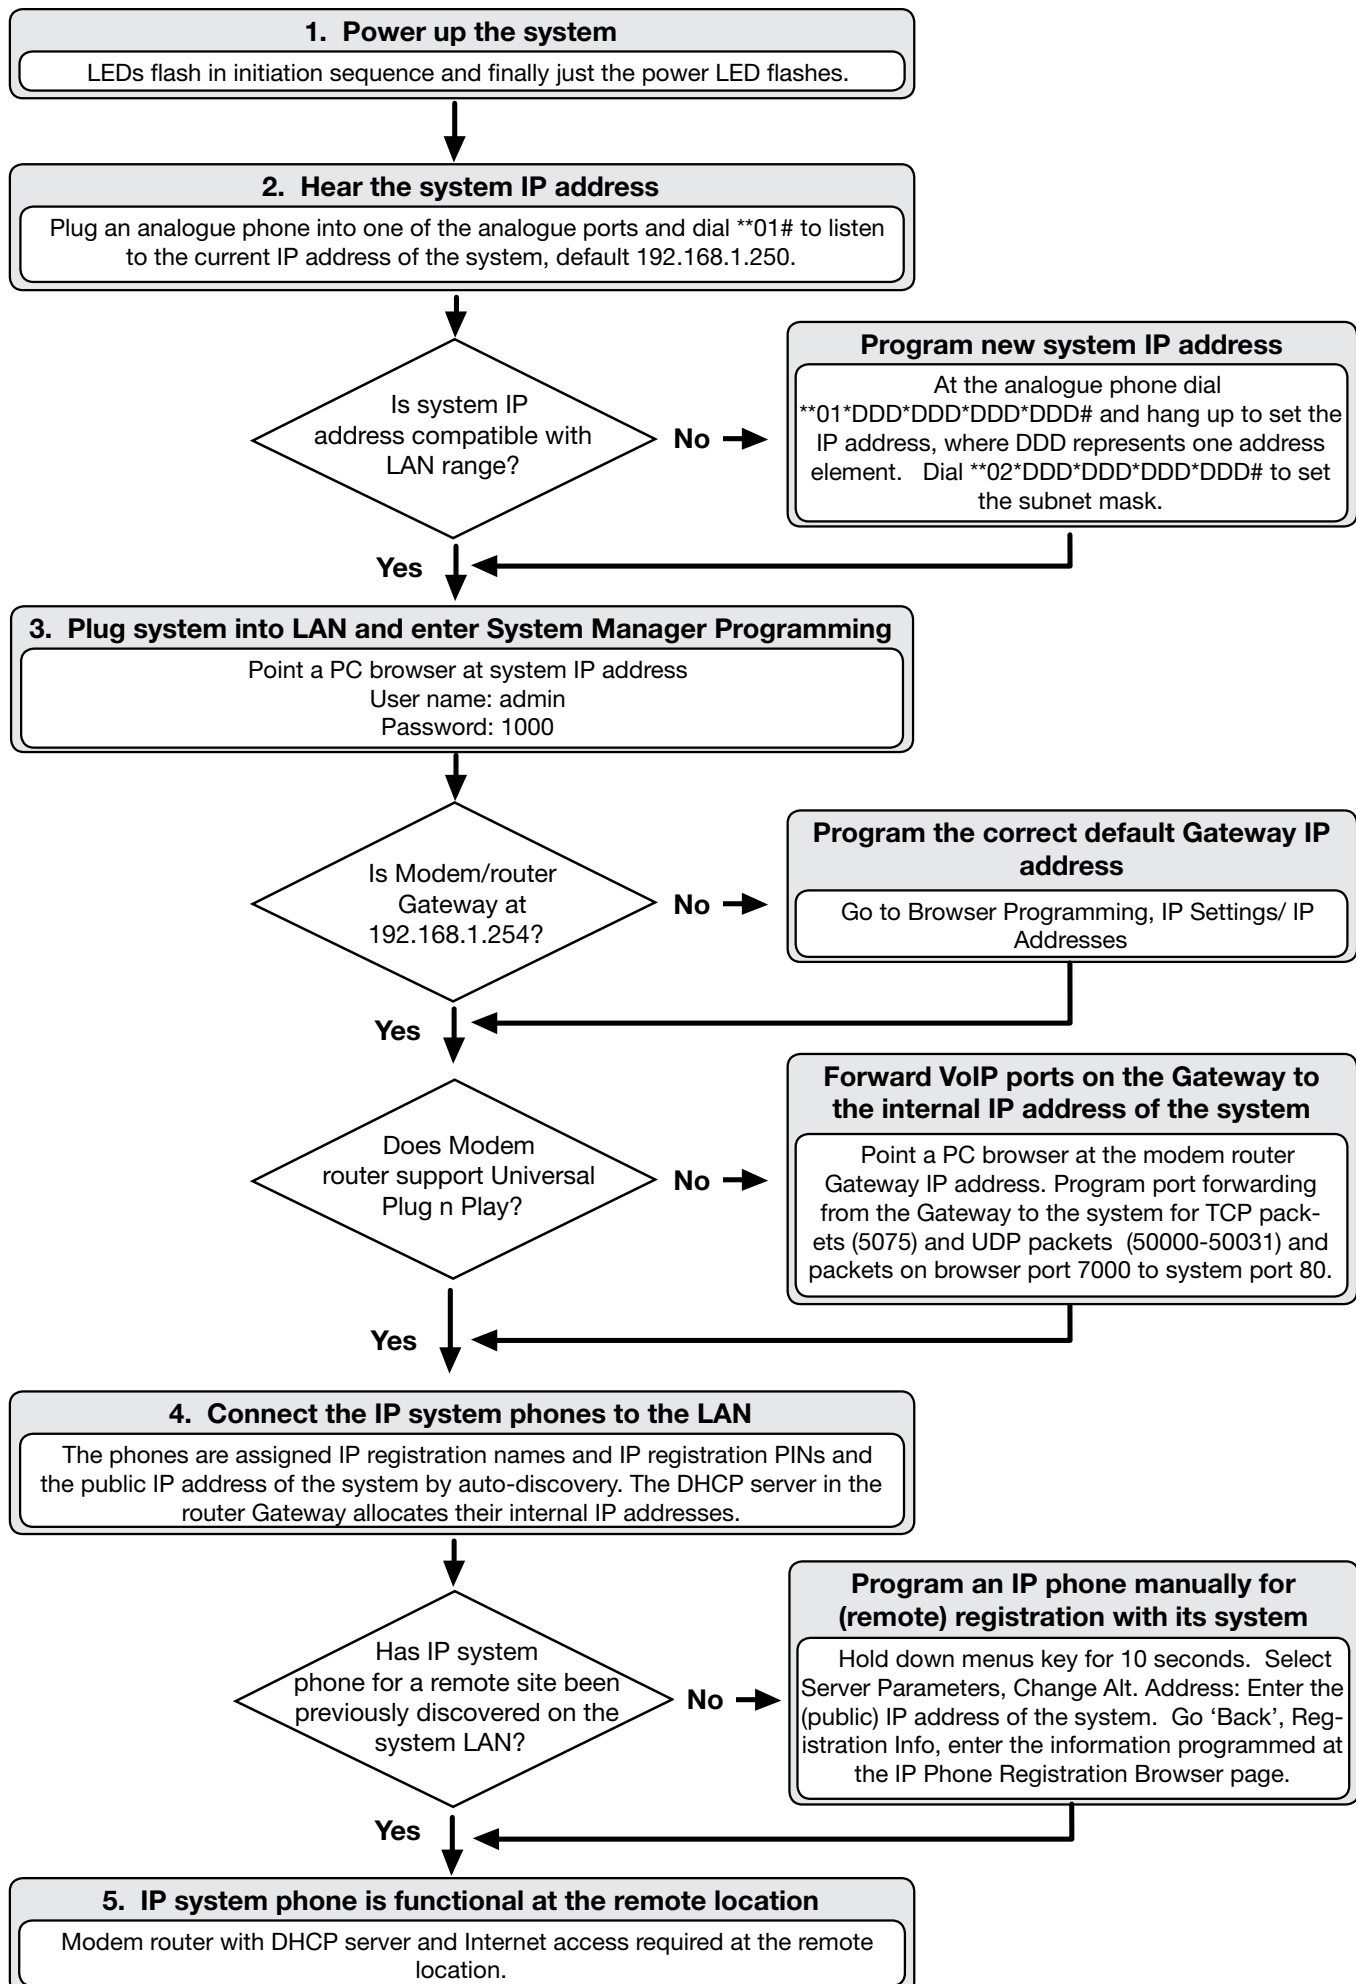 1. Power up the system
LEDs flash in initiation sequence and finally just the power LED flashes.
2. Hear the system IP address
Plug an analogue phone into one of the analogue ports and dial **01# to listen
to the current IP address of the system, default 192.168.1.250.
Is system IP
address compatible with
LAN range?
No
Program new system IP address
At the analogue phone dial
**01*DDD*DDD*DDD*DDD# and hang up to set the
IP address, where DDD represents one address
element. Dial **02*DDD*DDD*DDD*DDD# to set
the subnet mask.
Yes
3. Plug system into LAN and enter System Manager Programming
Point a PC browser at system IP address
User name: admin
Password: 1000
Is Modem/router
Gateway at
192.168.1.254?
No
Program the correct default Gateway IP
address
Go to Browser Programming, IP Settings/ IP
Addresses
Yes
Does Modem
router support Universal
Plug n Play?
No
Forward VoIP ports on the Gateway to
the internal IP address of the system
Point a PC browser at the modem router
Gateway IP address. Program port forwarding
from the Gateway to the system for TCP pack-
ets (5075) and UDP packets (50000-50031) and
packets on browser port 7000 to system port 80.
Yes
4. Connect the IP system phones to the LAN
The phones are assigned IP registration names and IP registration PINs and
the public IP address of the system by auto-discovery. The DHCP server in the
router Gateway allocates their internal IP addresses.
Has IP system
phone for a remote site been
previously discovered on the
system LAN?
No
Program an IP phone manually for
(remote) registration with its system
Hold down menus key for 10 seconds. Select
Server Parameters, Change Alt. Address: Enter the
(public) IP address of the system. Go ‘Back’, Reg-
istration Info, enter the information programmed at
the IP Phone Registration Browser page.
Yes
5. IP system phone is functional at the remote location
Modem router with DHCP server and Internet access required at the remote
location.